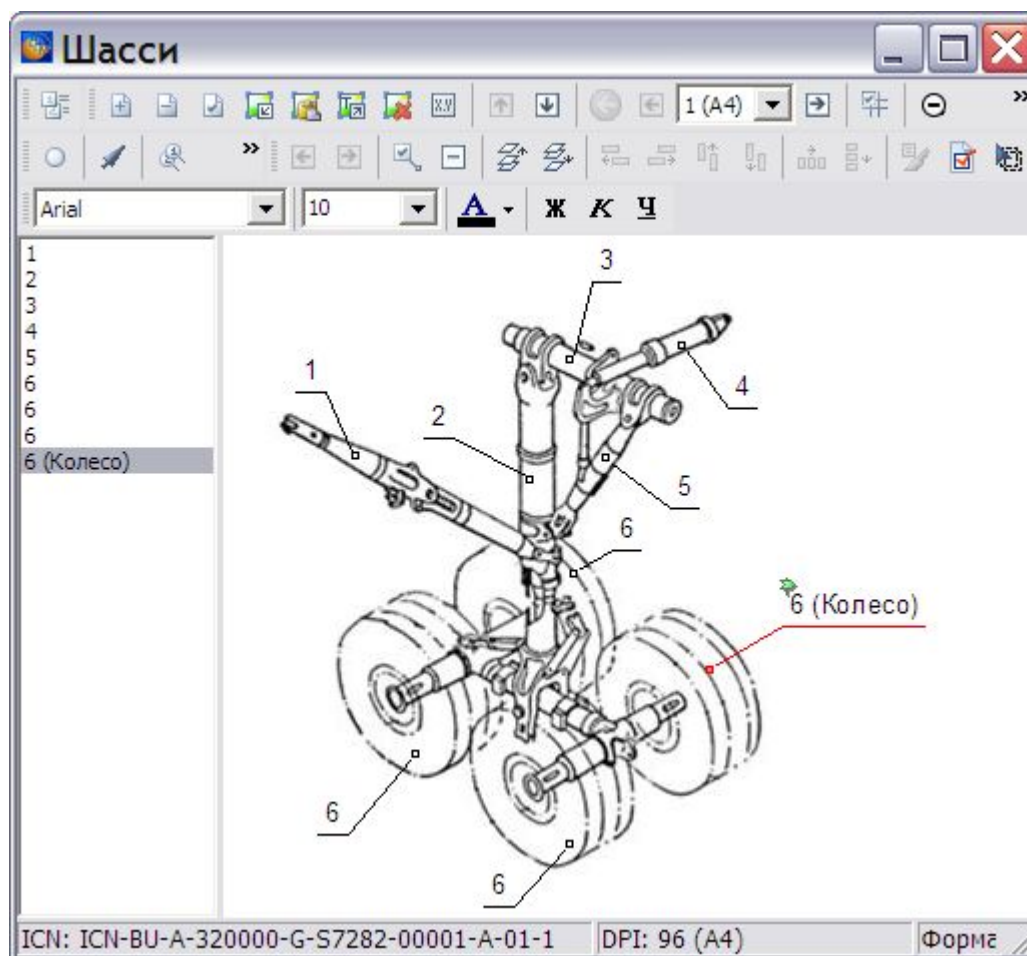 Шасси
X,Y
1 (A4)
Arial
10
А
Ж К Ч
1
2
3
4
5
6
6
6
6 (Колесо)
3
1
4
2
5
6
6 (Колесо)
6
6
ICN: ICN-BU-A-320000-G-S7282-00001-A-01-1
DPI: 96 (A4)
Форма